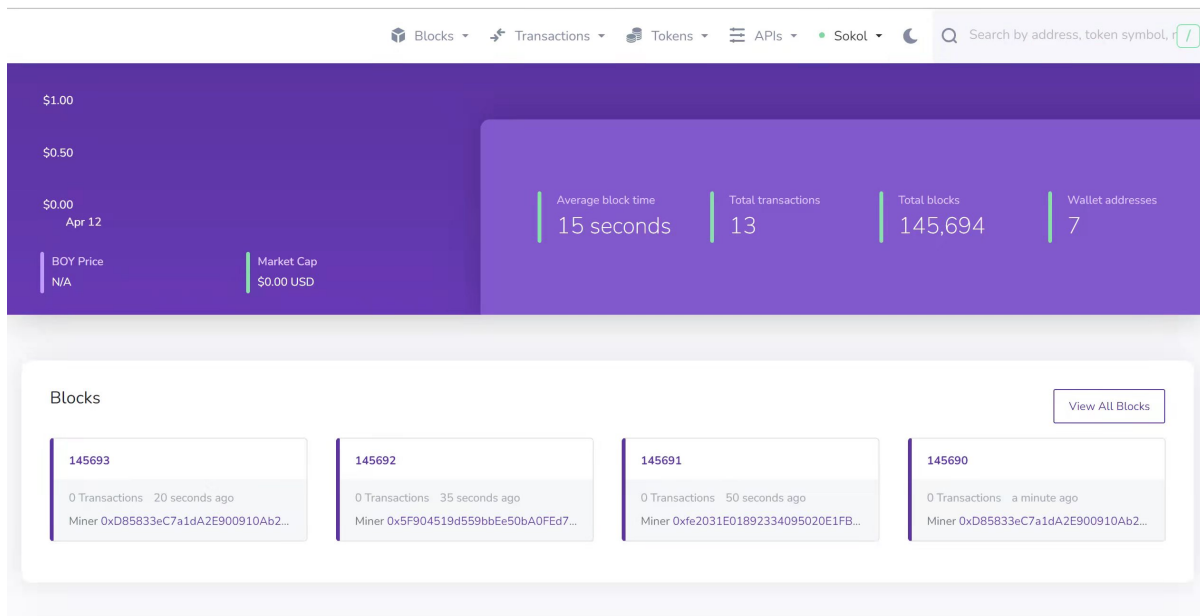 Blocks Transactions Tokens APIs Sokol Search by address, token symbol, /
$1.00
$0.50
$0.00
Apr 12
BOY Price
N/A
Market Cap
$0.00 USD
Average block time
15 seconds
Total transactions
13
Total blocks
145,694
Wallet addresses
7
Blocks
View All Blocks
145693
0 Transactions 20 seconds ago
Miner 0xD85833eC7a1dA2E900910Ab2...
145692
0 Transactions 35 seconds ago
Miner 0x5F904519d559bbEe50bA0FEd7...
145691
0 Transactions 50 seconds ago
Miner 0xfe2031E01892334095020E1FB...
145690
0 Transactions a minute ago
Miner 0xD85833eC7a1dA2E900910Ab2...